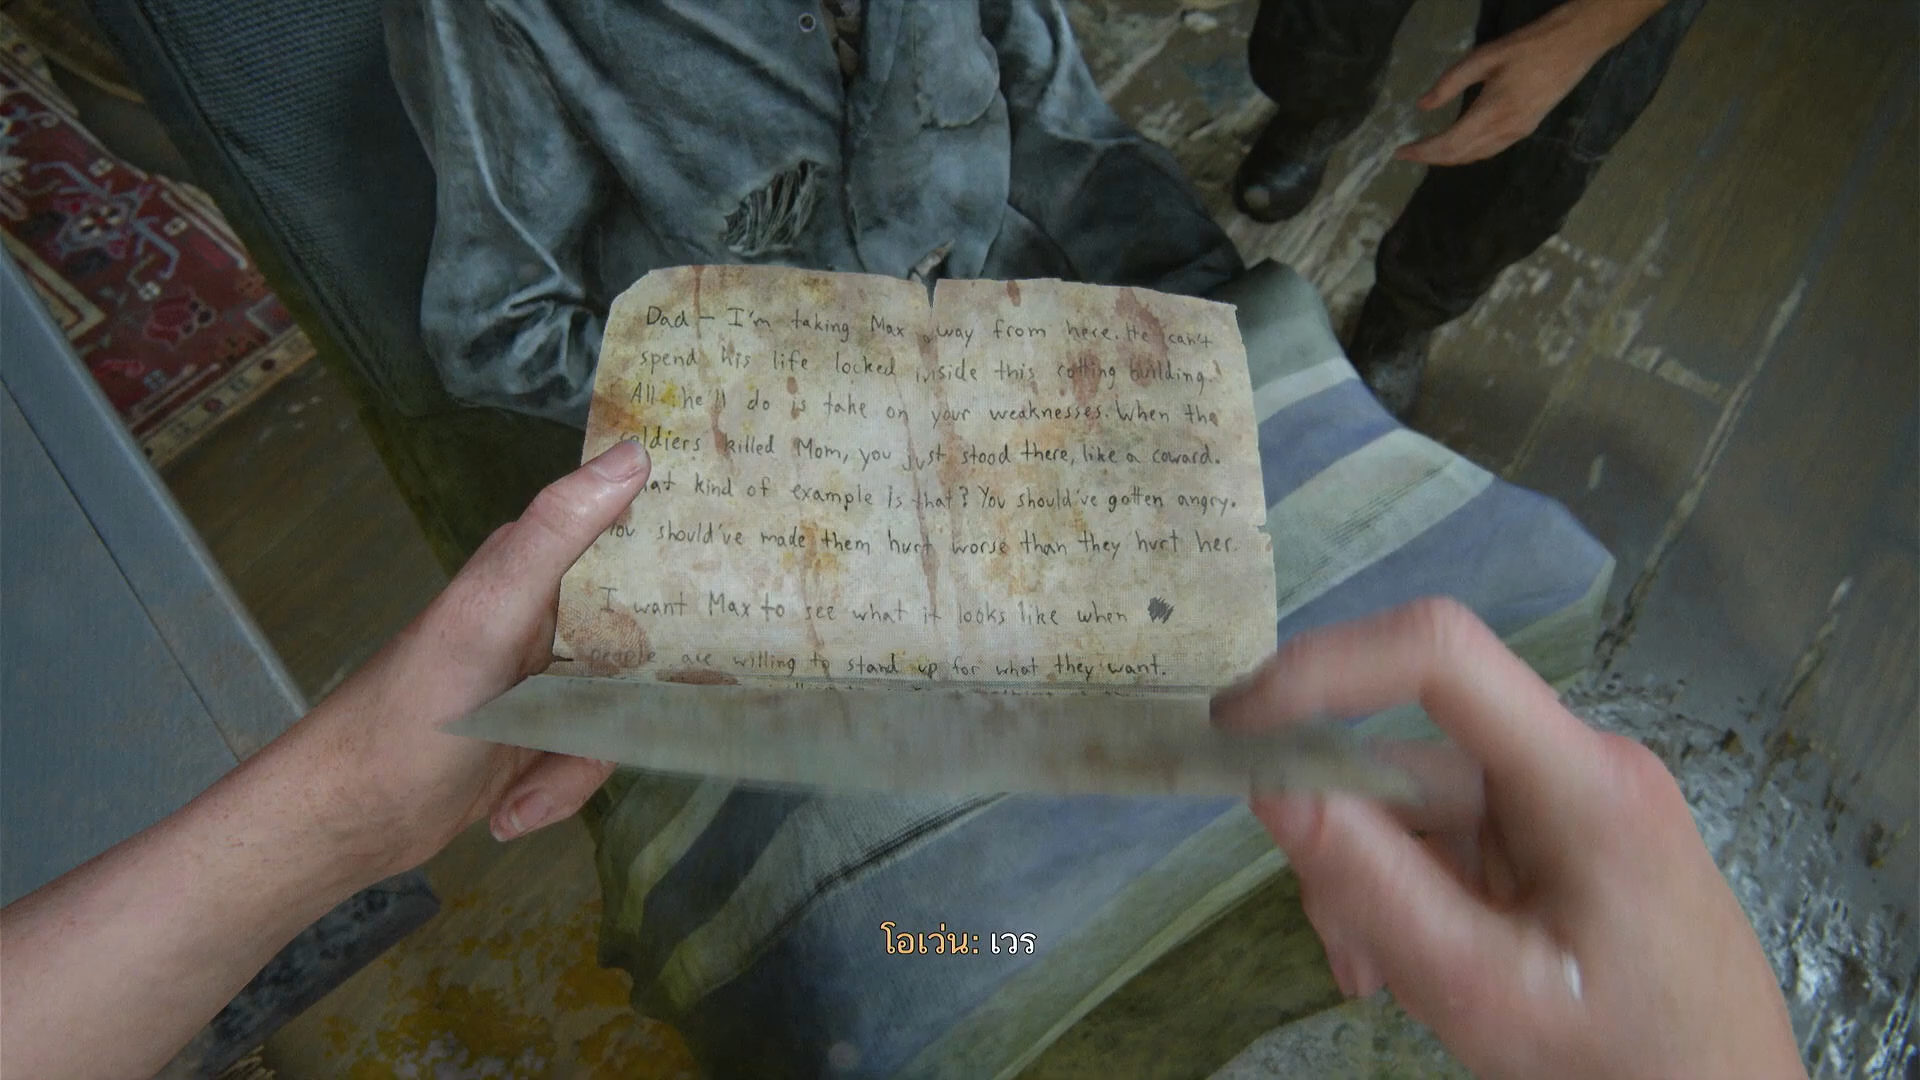 Dad — I'm taking Max way from here. He can't
spend his life locked inside this rotting building.
All he'll do is take on your weaknesses. When the
soldiers killed Mom, you just stood there, like a coward.
hat kind of example is that? You should've gotten angry.
You should've made them hurt worse than they hurt her.
I want Max to see what it looks like when
people are willing to stand up for what they want.
โอเว่น: เวร